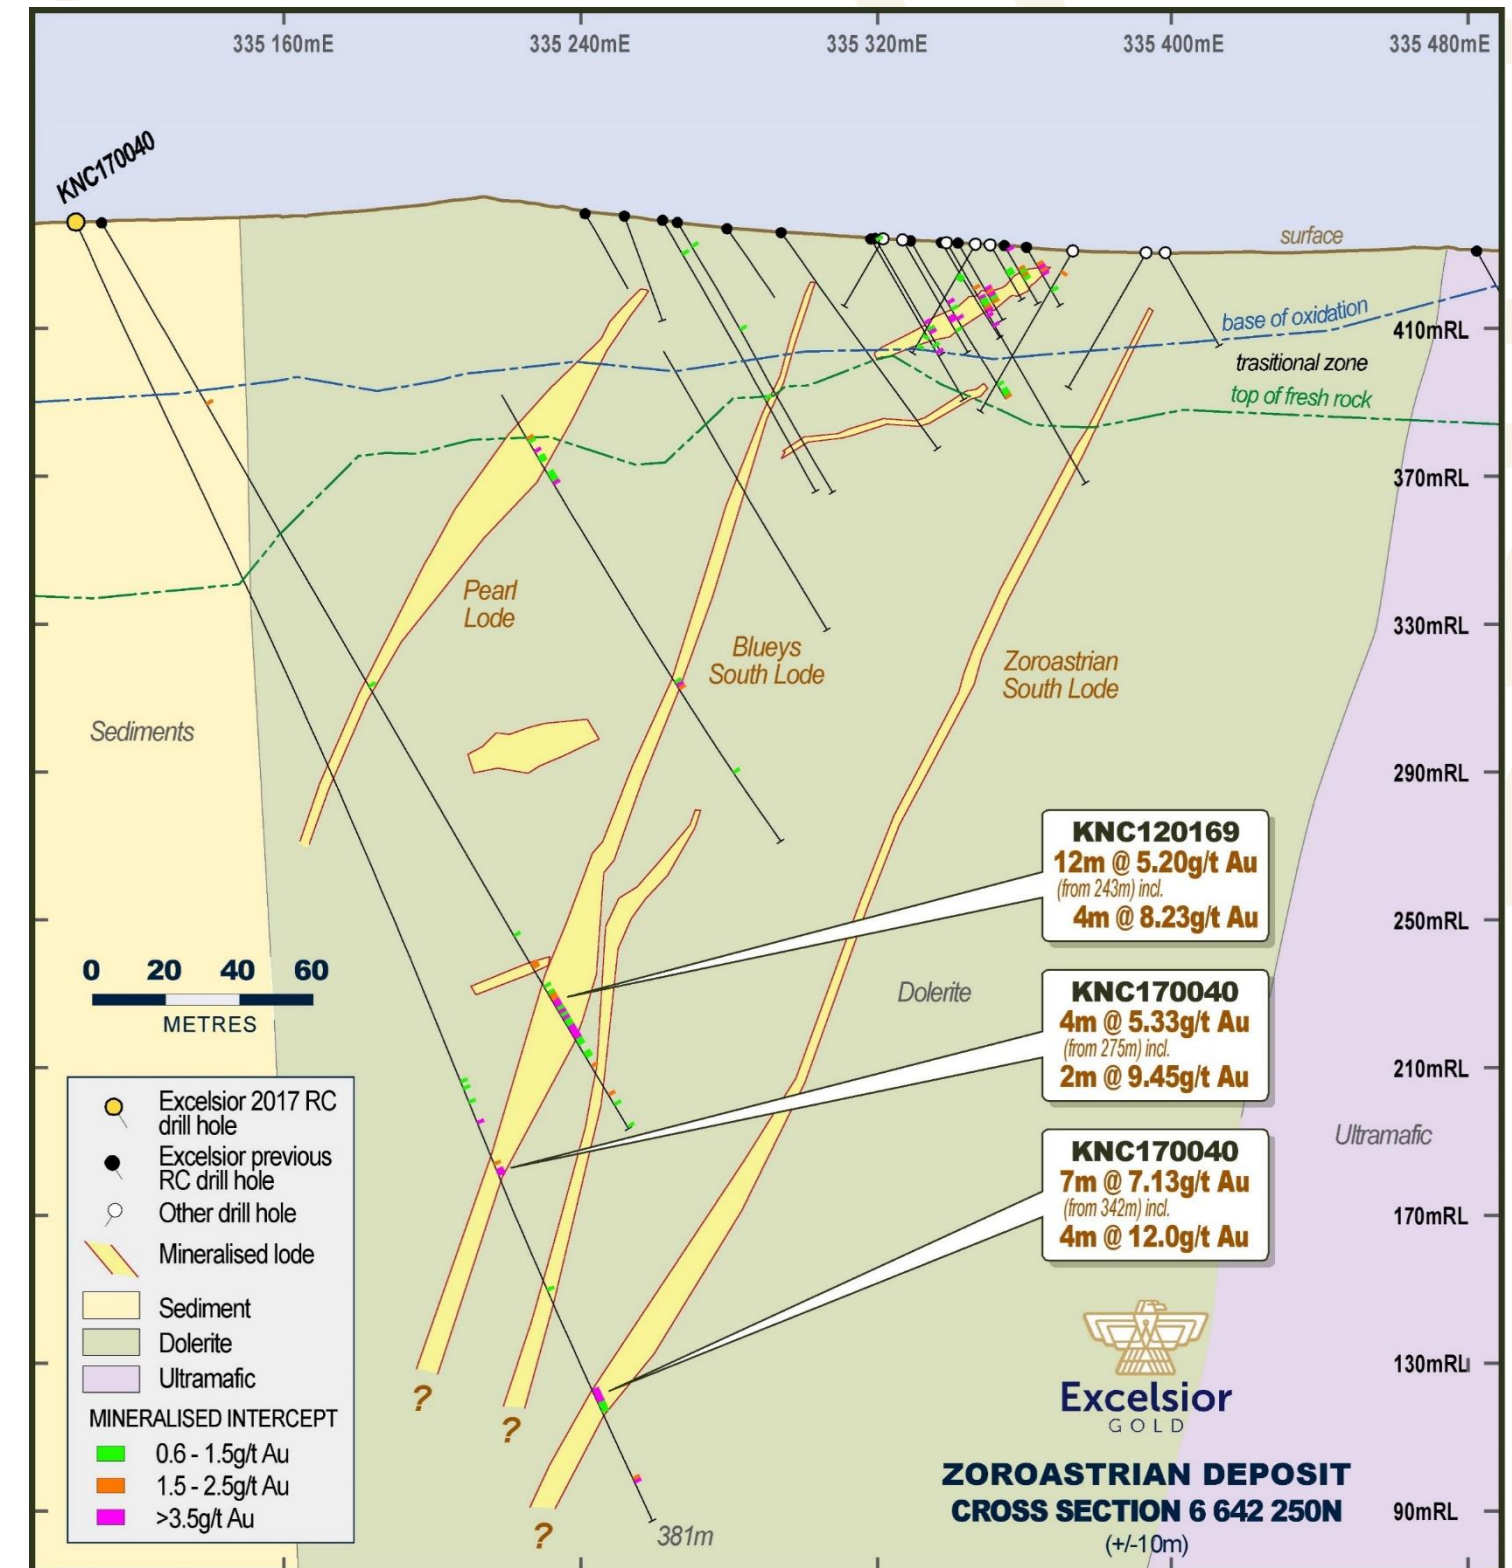 335 160mE
335 240mE
335 320mE
335 400mE
335 480mE
KNC170040
surface
base of oxidation
410mRL
trasitional zone
top of fresh rock
370mRL
Pearl
Lode
330mRL
Blueys
South Lode
Zoroastrian
South Lode
Sediments
290mRL
KNC120169
12m @ 5.20g/t Au
(from 243m) incl.
4m @ 8.23g/t Au
250mRL
0 20 40 60
METRES
Dolerite
KNC170040
4m @ 5.33g/t Au
(from 275m) incl.
2m @ 9.45g/t Au
210mRL
Excelsior 2017 RC
drill hole
Excelsior previous
RC drill hole
Other drill hole
Mineralised lode
Sediment
Dolerite
Ultramafic
MINERALISED INTERCEPT
0.6 - 1.5g/t Au
1.5 - 2.5g/t Au
>3.5g/t Au
Ultramafic
KNC170040
7m @ 7.13g/t Au
(from 342m) incl.
4m @ 12.0g/t Au
170mRL
130mRL
?
?
?
381m
Excelsior
GOLD
ZOROASTRIAN DEPOSIT
CROSS SECTION 6 642 250N
(+/-10m)
90mRL